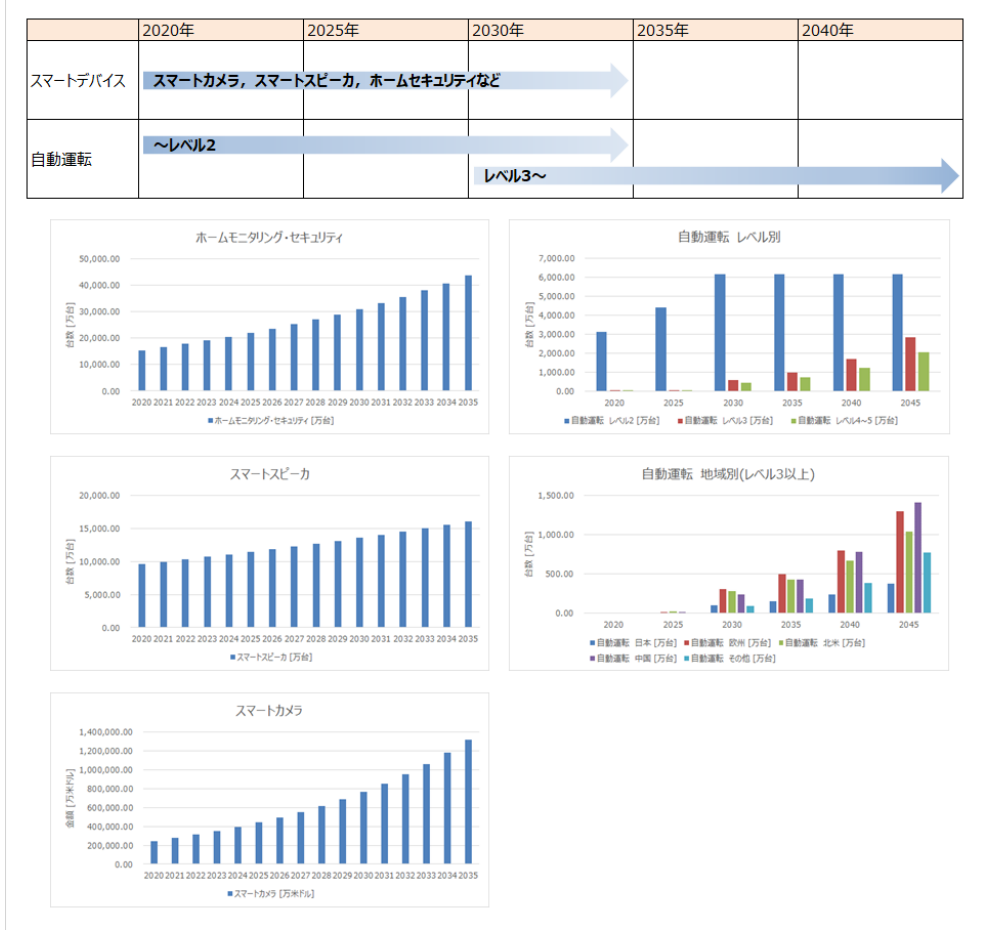 2020年 2025年 2030年 2035年 2040年
スマートデバイス
スマートカメラ，スマートスピーカ，ホームセキュリティなど
自動運転
～レベル2
レベル3～
ホームモニタリング・セキュリティ
50,000.00
40,000.00
30,000.00
20,000.00
10,000.00
0.00
台数 [万台]
2020 2021 2022 2023 2024 2025 2026 2027 2028 2029 2030 2031 2032 2033 2034 2035
ホームモニタリング・セキュリティ [万台]
自動運転 レベル別
7,000.00
6,000.00
5,000.00
4,000.00
3,000.00
2,000.00
1,000.00
0.00
台数 [万台]
2020 2025 2030 2035 2040 2045
自動運転 レベル2 [万台] 自動運転 レベル3 [万台] 自動運転 レベル4～5 [万台]
スマートスピーカ
20,000.00
15,000.00
10,000.00
5,000.00
0.00
台数 [万台]
2020 2021 2022 2023 2024 2025 2026 2027 2028 2029 2030 2031 2032 2033 2034 2035
スマートスピーカ [万台]
自動運転 地域別(レベル3以上)
1,500.00
1,000.00
500.00
0.00
台数 [万台]
2020 2025 2030 2035 2040 2045
自動運転 日本 [万台] 自動運転 欧州 [万台] 自動運転 北米 [万台]
自動運転 中国 [万台] 自動運転 その他 [万台]
スマートカメラ
1,400,000.00
1,200,000.00
1,000,000.00
800,000.00
600,000.00
400,000.00
200,000.00
0.00
金額 [万米ドル]
2020 2021 2022 2023 2024 2025 2026 2027 2028 2029 2030 2031 2032 2033 2034 2035
スマートカメラ [万米ドル]